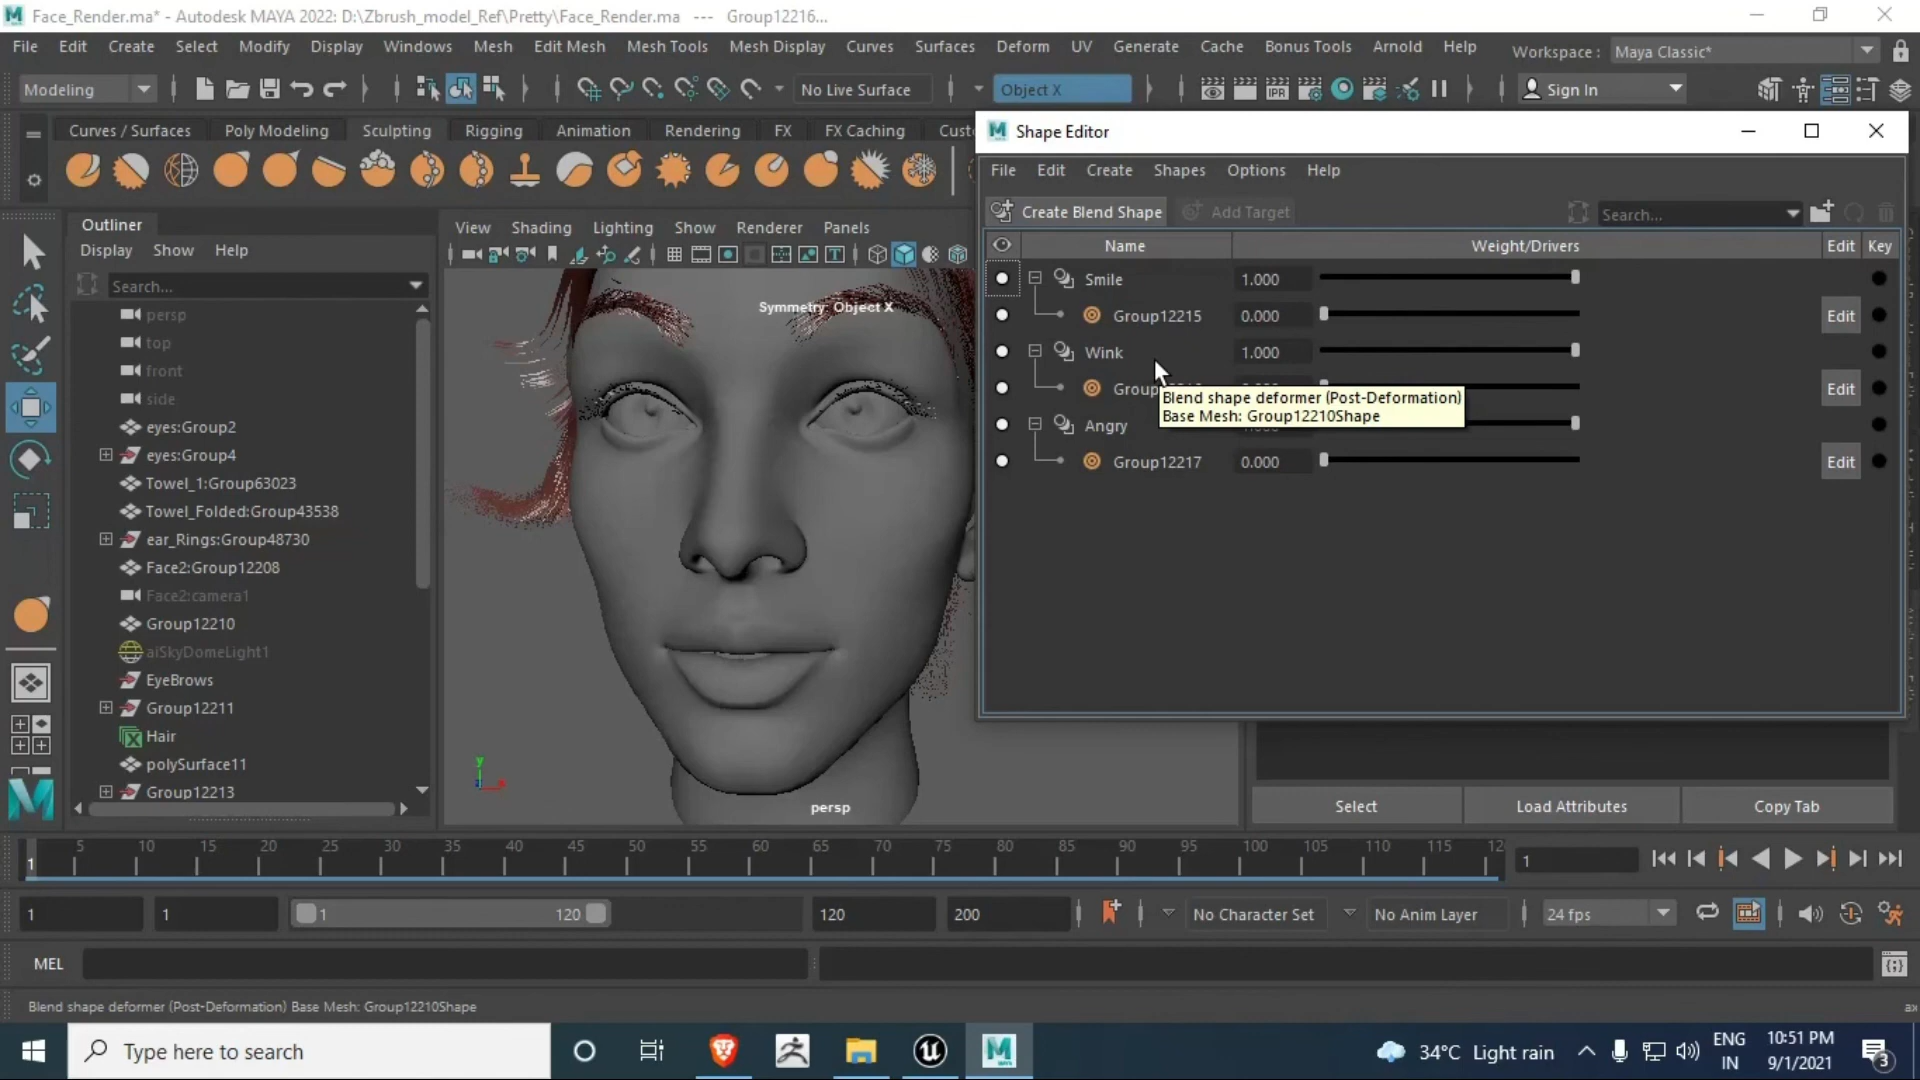 Face_Render.ma* - Autodesk MAYA 2022: D:\Zbrush_model_Ref\Pretty\Face_Render.ma --- Group12216...
File Edit Create Select Modify Display Windows Mesh Edit Mesh Mesh Tools Mesh Display Curves Surfaces Deform UV Generate Cache Bonus Tools Arnold Help
Workspace : Maya Classic*
Modeling
No Live Surface
Object X
IPR
Sign In
Curves / Surfaces Poly Modeling Sculpting Rigging Animation Rendering FX FX Caching
Shape Editor
File Edit Create Shapes Options Help
Create Blend Shape Add Target
Search...
Name Weight/Drivers Edit Key
Smile 1.000
Group12215 0.000 Edit
Wink 1.000
Edit
Blend shape deformer (Post-Deformation)
Base Mesh: Group12210Shape
Angry
Group12217 0.000 Edit
Outliner
Display Show Help
Search...
persp
top
front
side
eyes:Group2
eyes:Group4
Towel_1:Group63023
Towel_Folded:Group43538
ear_Rings:Group48730
Face2:Group12208
Face2:camera1
Group12210
aiSkyDomeLight1
EyeBrows
Group12211
Hair
polySurface11
Group12213
View Shading Lighting Show Renderer Panels
Symmetry: Object X
y
persp
Select Load Attributes Copy Tab
1 5 10 15 20 25 30 35 40 45 50 55 60 65 70 75 80 85 90 95 100 105 110 115 12
1
1 1 1 120 120 200
No Character Set No Anim Layer 24 fps
MEL
Blend shape deformer (Post-Deformation) Base Mesh: Group12210Shape
Type here to search
34°C Light rain
ENG
IN
10:51 PM
9/1/2021
3